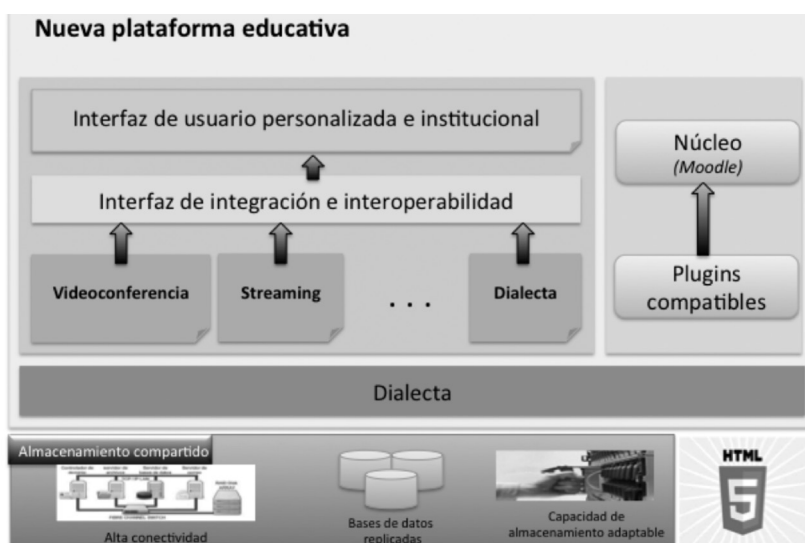 Nueva plataforma educativa
Interfaz de usuario personalizada e institucional
Interfaz de integración e interoperabilidad
Videoconferencia
Streaming
. . .
Dialecta
Núcleo
(Moodle)
Plugins
compatibles
Dialecta
Almacenamiento compartido
Alta conectividad
Bases de datos
replicadas
Capacidad de
almacenamiento adaptable
HTML
5